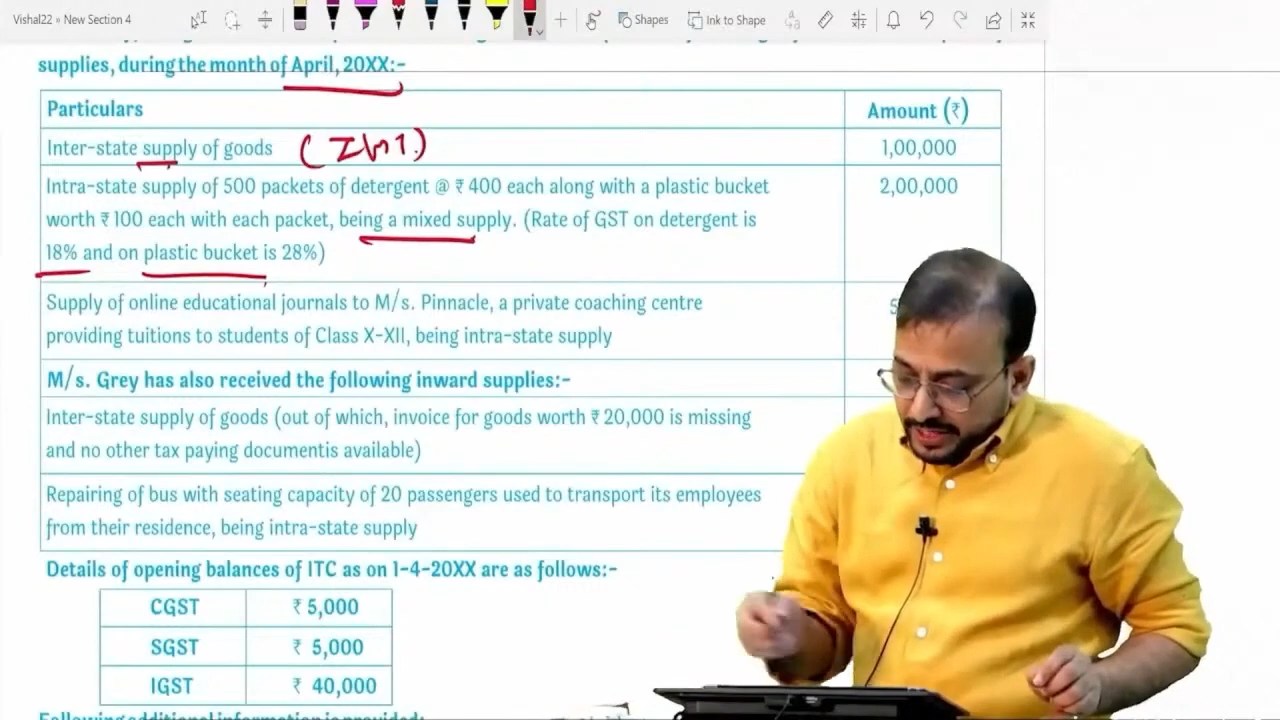 Vishal22 » New Section 4
Shapes
Ink to Shape
supplies, during the month of April, 20XX:-
Particulars
Amount (₹)
Inter-state supply of goods
1,00,000
Intra-state supply of 500 packets of detergent @ ₹ 400 each along with a plastic bucket
2,00,000
worth ₹ 100 each with each packet, being a mixed supply. (Rate of GST on detergent is
18% and on plastic bucket is 28%)
Supply of online educational journals to M/s. Pinnacle, a private coaching centre
providing tuitions to students of Class X-XII, being intra-state supply
M/s. Grey has also received the following inward supplies:-
Inter-state supply of goods (out of which, invoice for goods worth ₹ 20,000 is missing
and no other tax paying documentis available)
Repairing of bus with seating capacity of 20 passengers used to transport its employees
from their residence, being intra-state supply
Details of opening balances of ITC as on 1-4-20XX are as follows:-
CGST ₹ 5,000
SGST ₹ 5,000
IGST ₹ 40,000
Following additional information is provided: